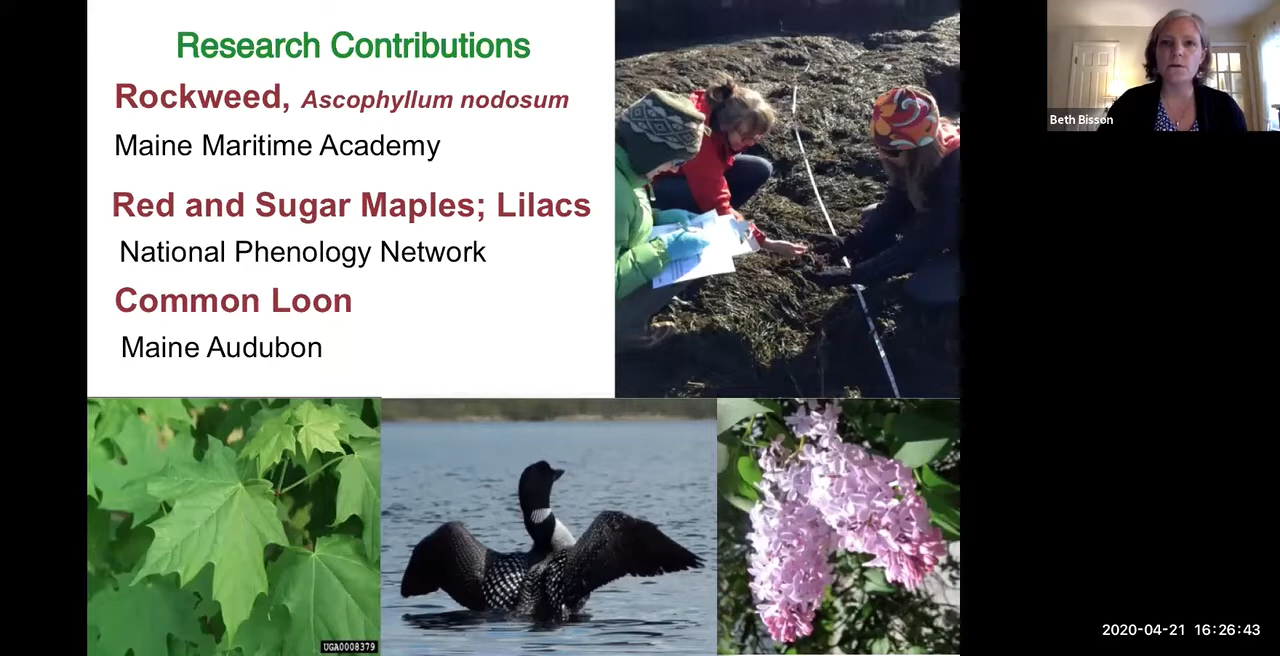 Research Contributions
Rockweed, Ascophyllum nodosum
Maine Maritime Academy
Red and Sugar Maples; Lilacs
National Phenology Network
Common Loon
Maine Audubon
Beth Bisson
UGA0008379
2020-04-21 16:26:43